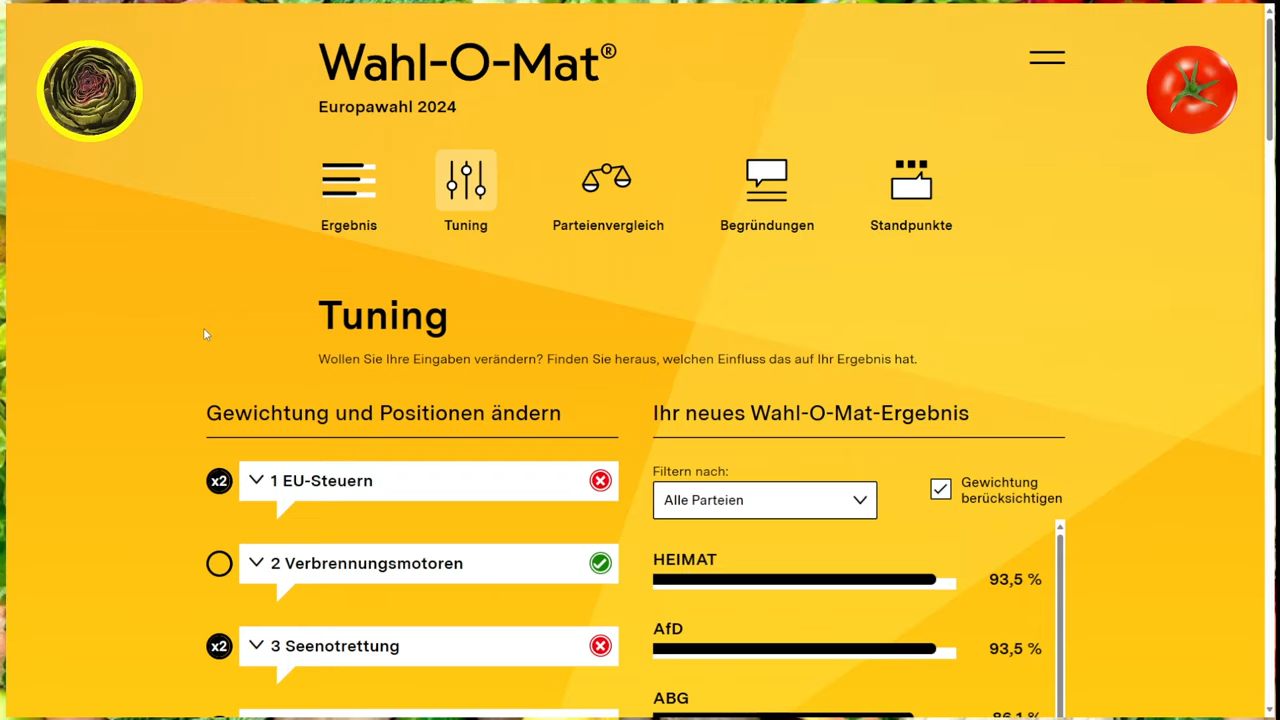 Wahl-O-Mat®
Europawahl 2024
Ergebnis
Tuning
Parteienvergleich
Begründungen
Standpunkte
Tuning
Wollen Sie Ihre Eingaben verändern? Finden Sie heraus, welchen Einfluss das auf Ihr Ergebnis hat.
Gewichtung und Positionen ändern
x2 1 EU-Steuern
2 Verbrennungsmotoren
x2 3 Seenotrettung
Ihr neues Wahl-O-Mat-Ergebnis
Filtern nach:
Alle Parteien
Gewichtung
berücksichtigen
HEIMAT
93,5 %
AfD
93,5 %
ABG
86,1 %